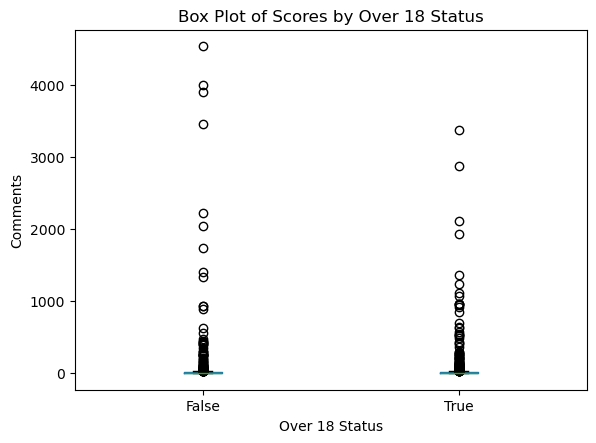 Box Plot of Scores by Over 18 Status
Comments
4000
3000
2000
1000
0
False
True
Over 18 Status